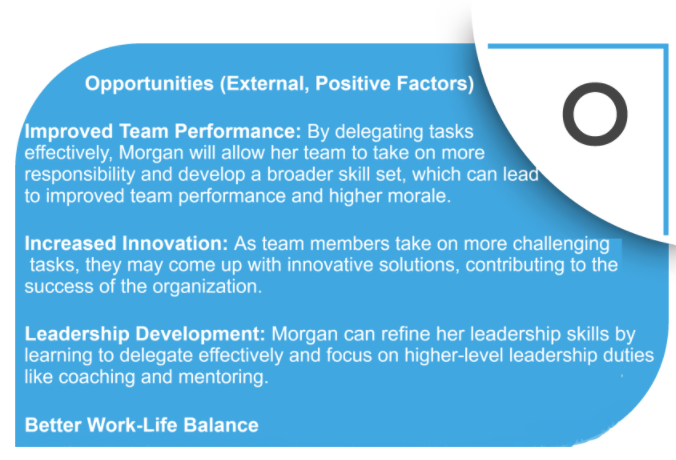 Opportunities (External, Positive Factors)
O
Improved Team Performance: By delegating tasks
effectively, Morgan will allow her team to take on more
responsibility and develop a broader skill set, which can lead
to improved team performance and higher morale.
Increased Innovation: As team members take on more challenging
tasks, they may come up with innovative solutions, contributing to the
success of the organization.
Leadership Development: Morgan can refine her leadership skills by
learning to delegate effectively and focus on higher-level leadership duties
like coaching and mentoring.
Better Work-Life Balance